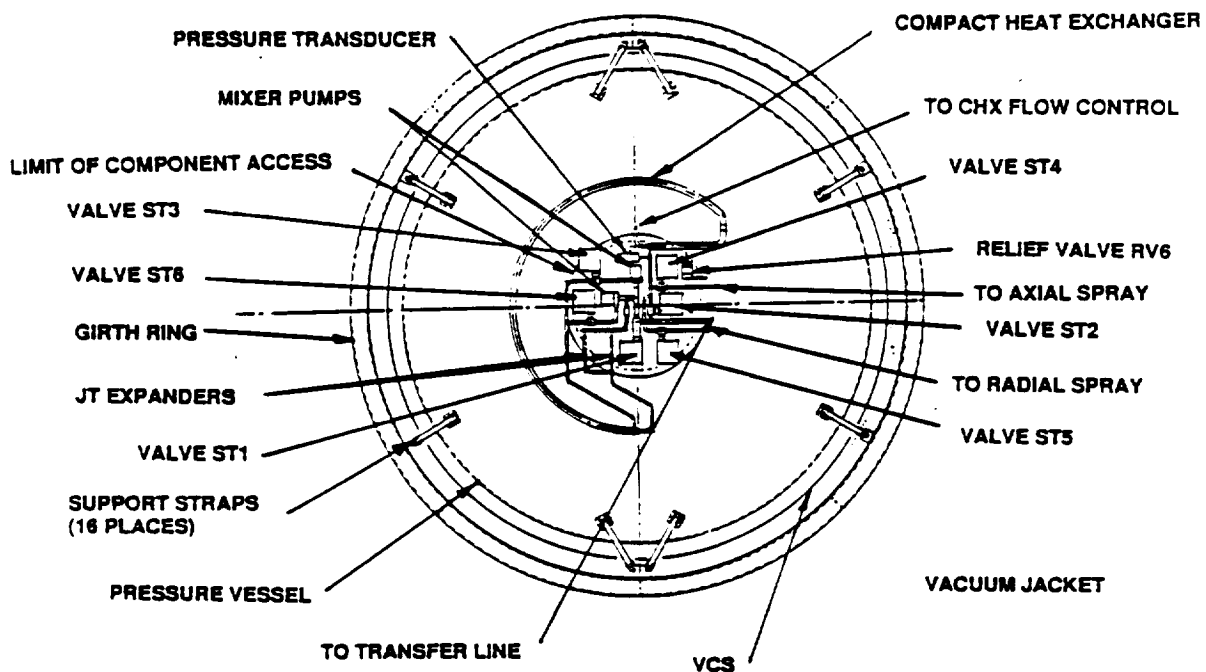 PRESSURE TRANSDUCER
MIXER PUMPS
LIMIT OF COMPONENT ACCESS
VALVE ST3
VALVE ST6
GIRTH RING
JT EXPANDERS
VALVE ST1
SUPPORT STRAPS
(16 PLACES)
PRESSURE VESSEL
TO TRANSFER LINE
COMPACT HEAT EXCHANGER
TO CHX FLOW CONTROL
VALVE ST4
RELIEF VALVE RV6
TO AXIAL SPRAY
VALVE ST2
TO RADIAL SPRAY
VALVE ST5
VACUUM JACKET
VCS